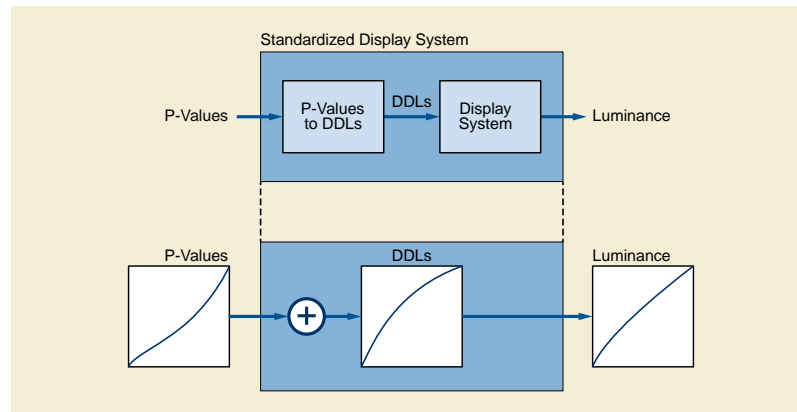 Standardized Display System
P-Values
P-Values
to DDLs
DDLs
Display
System
Luminance
P-Values
DDLs
Luminance
+